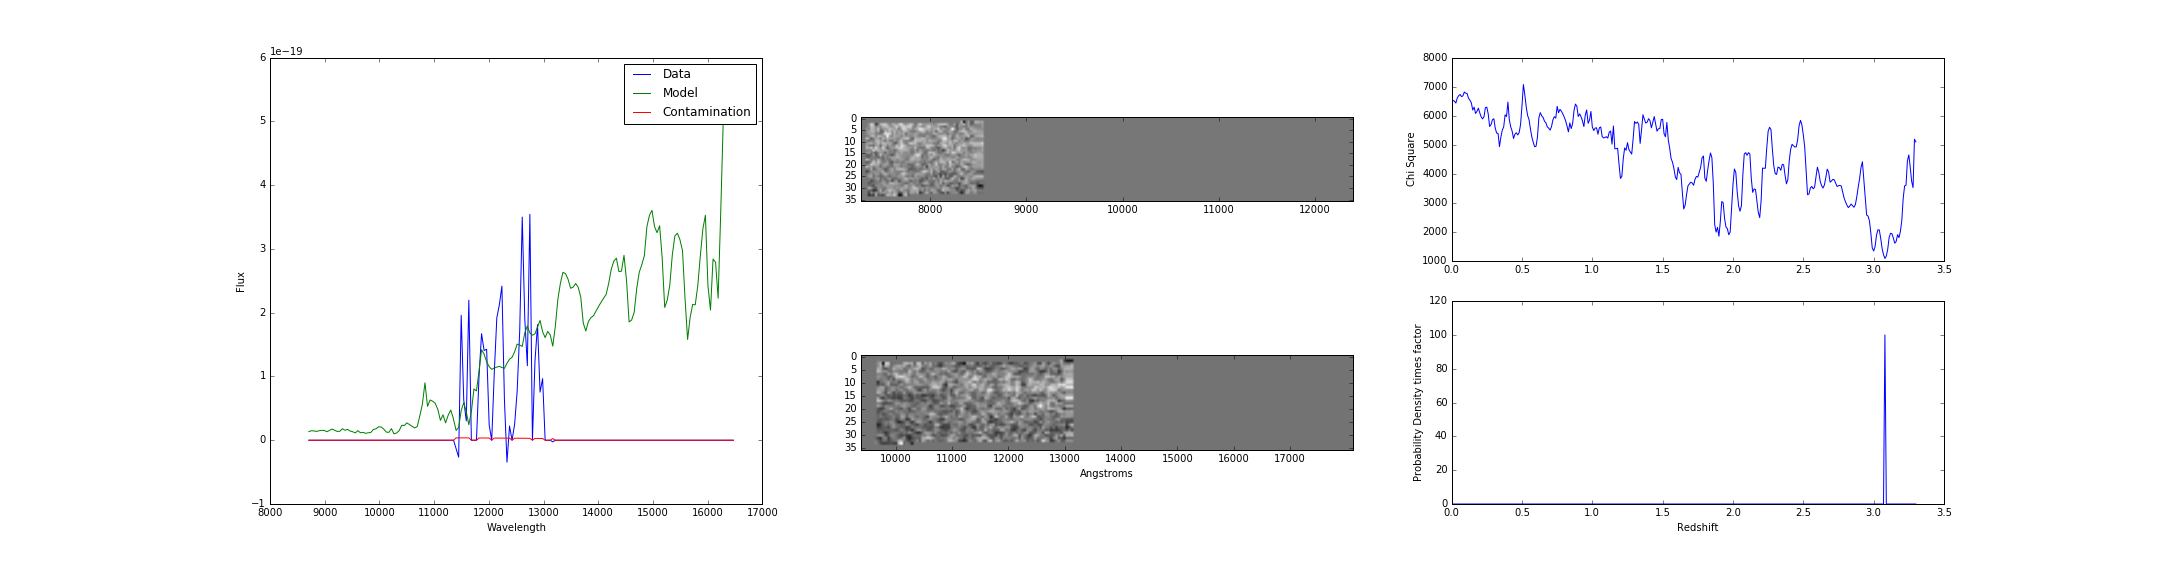 1e−19
6
5
4
3
2
1
0
−1
8000 9000 10000 11000 12000 13000 14000 15000 16000 17000
Wavelength
Flux
Data
Model
Contamination
0
5
10
15
20
25
30
35
8000 9000 10000 11000 12000
0
5
10
15
20
25
30
35
10000 11000 12000 13000 14000 15000 16000 17000
Angstroms
8000
7000
6000
5000
4000
3000
2000
1000
0.0 0.5 1.0 1.5 2.0 2.5 3.0 3.5
Chi Square
120
100
80
60
40
20
0
0.0 0.5 1.0 1.5 2.0 2.5 3.0 3.5
Redshift
Probability Density times factor